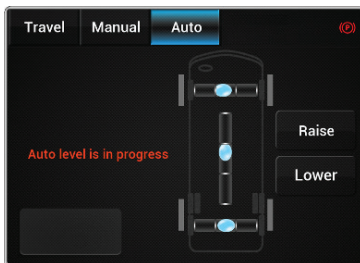 Travel Manual Auto (P)
Raise
Auto level is in progress
Lower